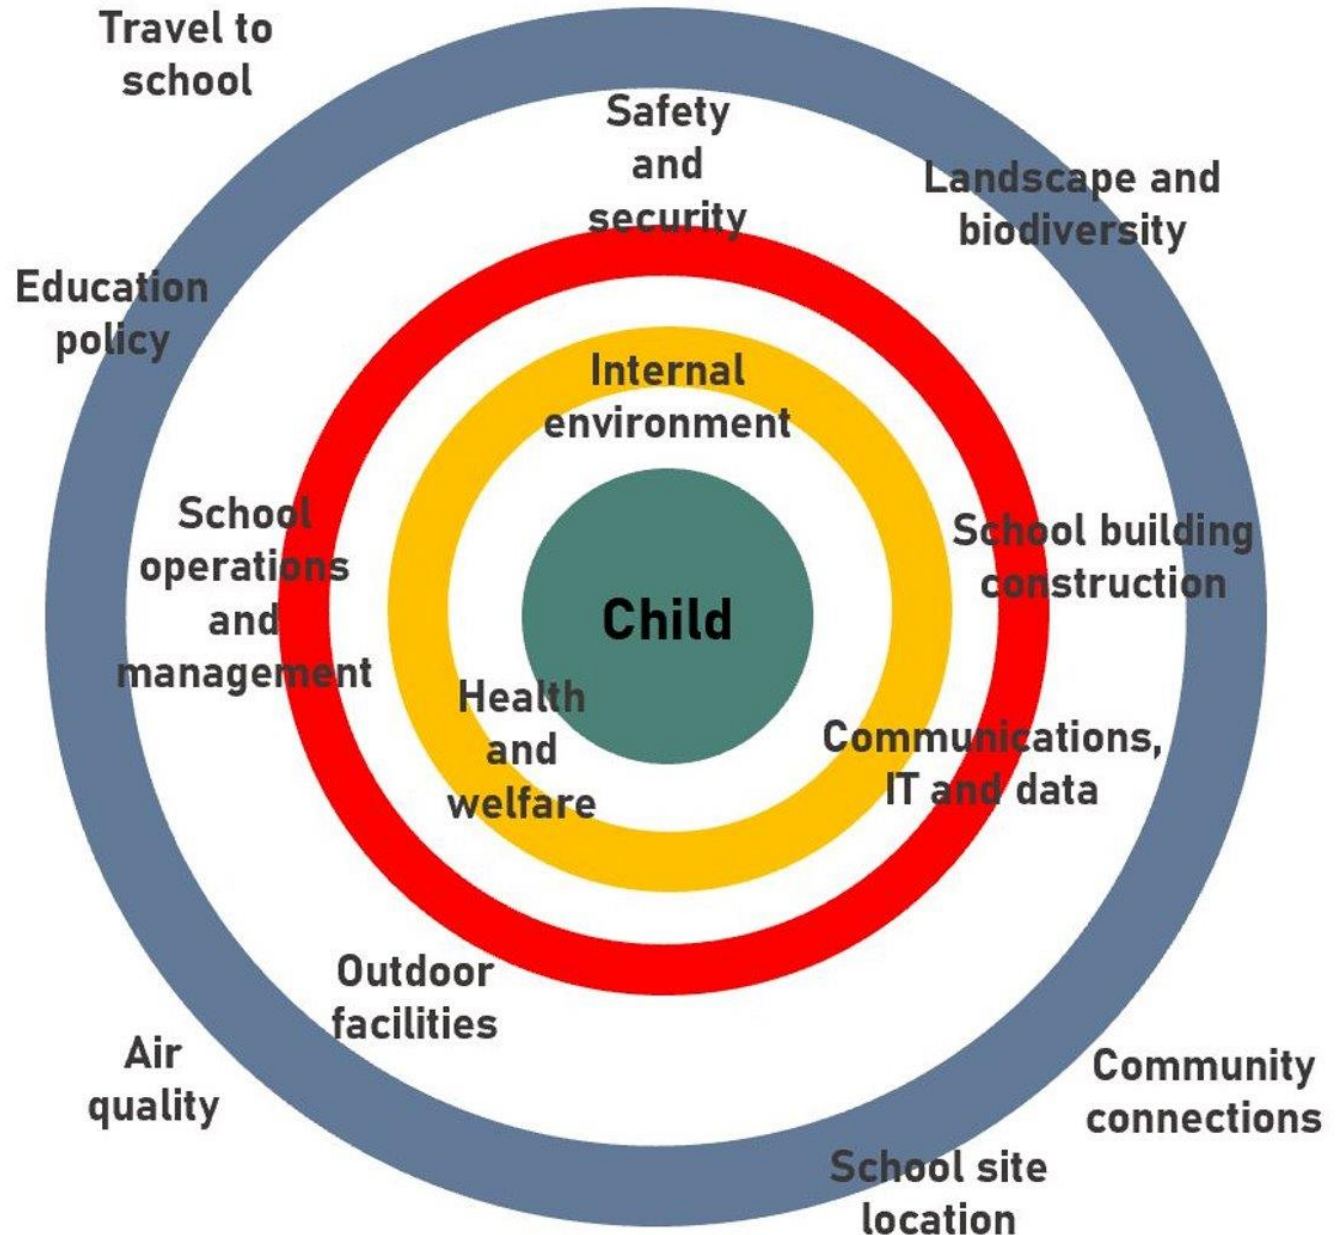 Travel to
school
Safety
and
security
Landscape and
biodiversity
Education
policy
Internal
environment
School
operations
and
management
School building
construction
Child
Health
and
welfare
Communications,
IT and data
Outdoor
facilities
Air
quality
Community
connections
School site
location